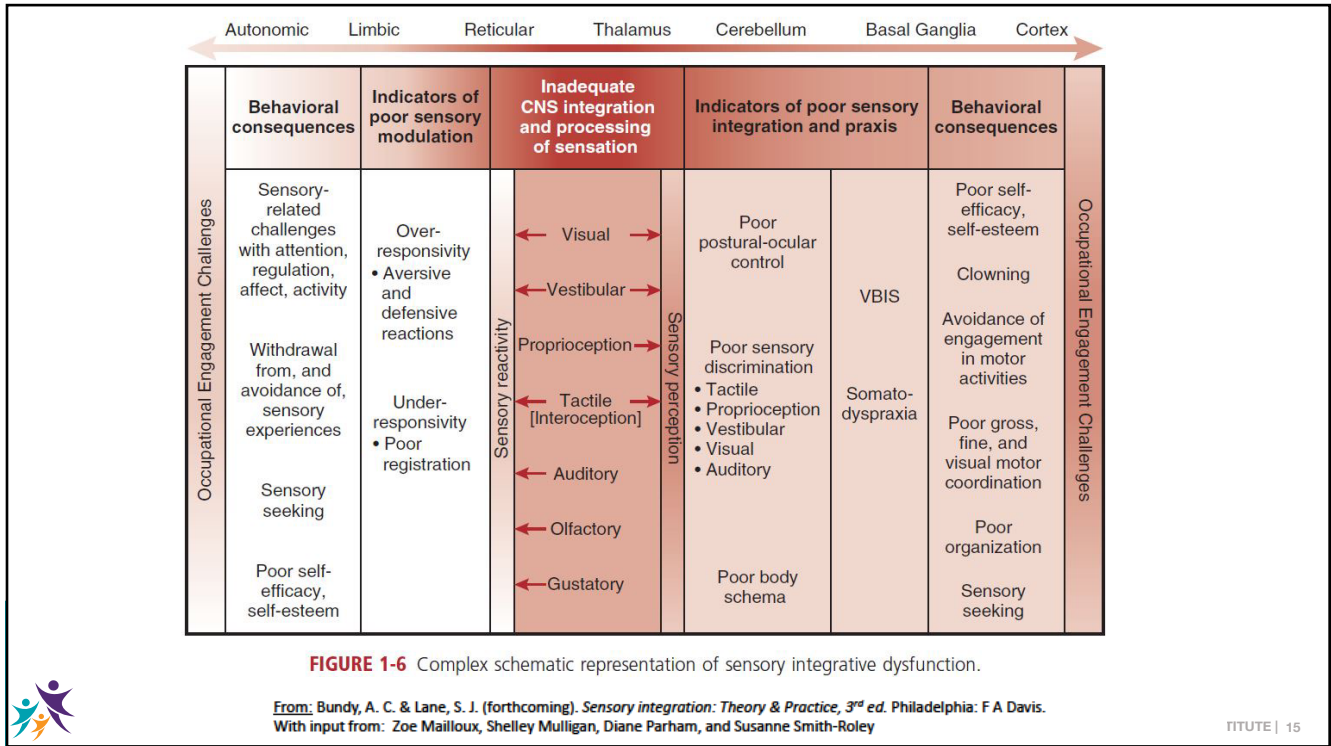 Autonomic Limbic Reticular Thalamus Cerebellum Basal Ganglia Cortex
Occupational Engagement Challenges
Behavioral
consequences
Sensory-
related
challenges
with attention,
regulation,
affect, activity
Withdrawal
from, and
avoidance of,
sensory
experiences
Sensory
seeking
Poor self-
efficacy,
self-esteem
Indicators of
poor sensory
modulation
Over-
responsivity
• Aversive
and
defensive
reactions
Under-
responsivity
• Poor
registration
Inadequate
CNS integration
and processing
of sensation
Sensory reactivity
Visual
Vestibular
Proprioception
Tactile
[Interoception]
Auditory
Olfactory
Gustatory
Sensory perception
Indicators of poor sensory
integration and praxis
Poor
postural-ocular
control
Poor sensory
discrimination
• Tactile
• Proprioception
• Vestibular
• Visual
• Auditory
Poor body
schema
VBIS
Somato-
dyspraxia
Behavioral
consequences
Poor self-
efficacy,
self-esteem
Clowning
Avoidance of
engagement
in motor
activities
Poor gross,
fine, and
visual motor
coordination
Poor
organization
Sensory
seeking
Occupational Engagement Challenges
FIGURE 1-6 Complex schematic representation of sensory integrative dysfunction.
From: Bundy, A. C. & Lane, S. J. (forthcoming). Sensory integration: Theory & Practice, 3rd ed. Philadelphia: F A Davis.
With input from: Zoe Mailloux, Shelley Mulligan, Diane Parham, and Susanne Smith-Roley
TITUTE | 15